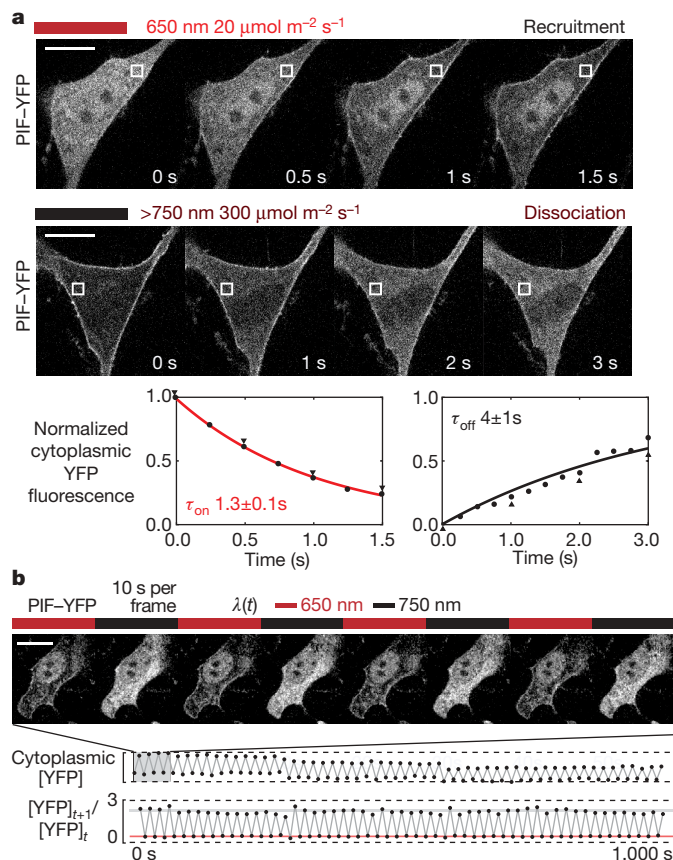 a
650 nm 20 μmol m⁻² s⁻¹ Recruitment
PIF–YFP
0 s 0.5 s 1 s 1.5 s
>750 nm 300 μmol m⁻² s⁻¹ Dissociation
PIF–YFP
0 s 1 s 2 s 3 s
Normalized
cytoplasmic
YFP
fluorescence
1.0
0.5
0.0
τon 1.3±0.1s
0.0 0.5 1.0 1.5
Time (s)
1.0
0.5
0.0
τoff 4±1s
0.0 1.0 2.0 3.0
Time (s)
b
PIF–YFP 10 s per frame λ(t) 650 nm 750 nm
Cytoplasmic
[YFP]
[YFP]t+1/
[YFP]t
3
0
0 s 1,000 s